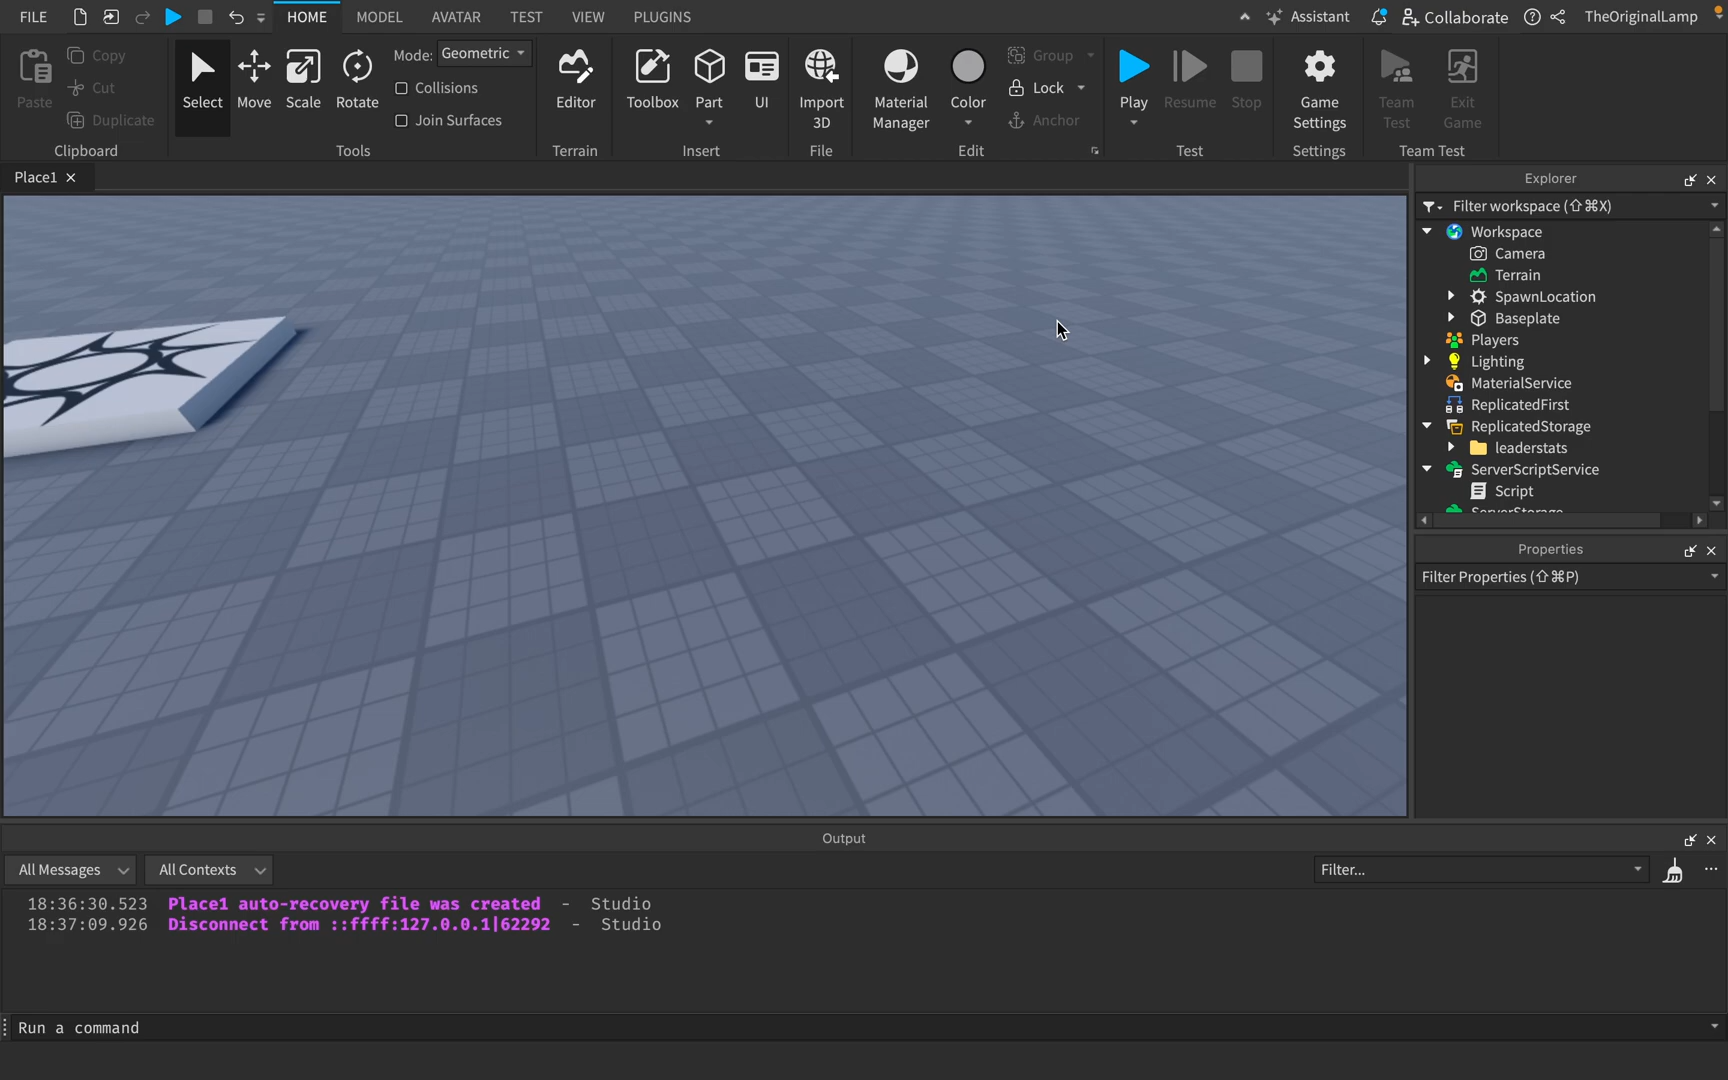 FILE HOME MODEL AVATAR TEST VIEW PLUGINS Assistant Collaborate TheOriginalLamp
Paste
Copy
Cut
Duplicate
Clipboard
Select
Move
Scale
Rotate
Mode: Geometric
Collisions
Join Surfaces
Tools
Editor
Terrain
Toolbox
Part
UI
Insert
Import
3D
File
Material
Manager
Color
Group
Lock
Anchor
Edit
Play
Resume
Stop
Test
Game
Settings
Settings
Team
Test
Exit
Game
Team Test
Place1
Explorer
Filter workspace (⇧⌘X)
Workspace
Camera
Terrain
SpawnLocation
Baseplate
Players
Lighting
MaterialService
ReplicatedFirst
ReplicatedStorage
leaderstats
ServerScriptService
Script
ServerStorage
Properties
Filter Properties (⇧⌘P)
Output
All Messages All Contexts Filter...
18:36:30.523 Place1 auto-recovery file was created - Studio
18:37:09.926 Disconnect from ::ffff:127.0.0.1|62292 - Studio
Run a command